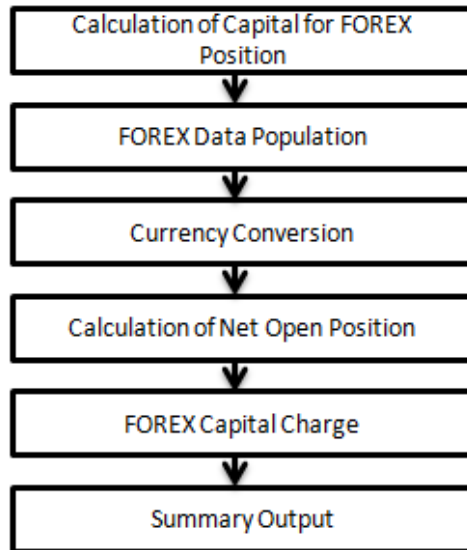 Calculation of Capital for FOREX
Position
FOREX Data Population
Currency Conversion
Calculation of Net Open Position
FOREX Capital Charge
Summary Output